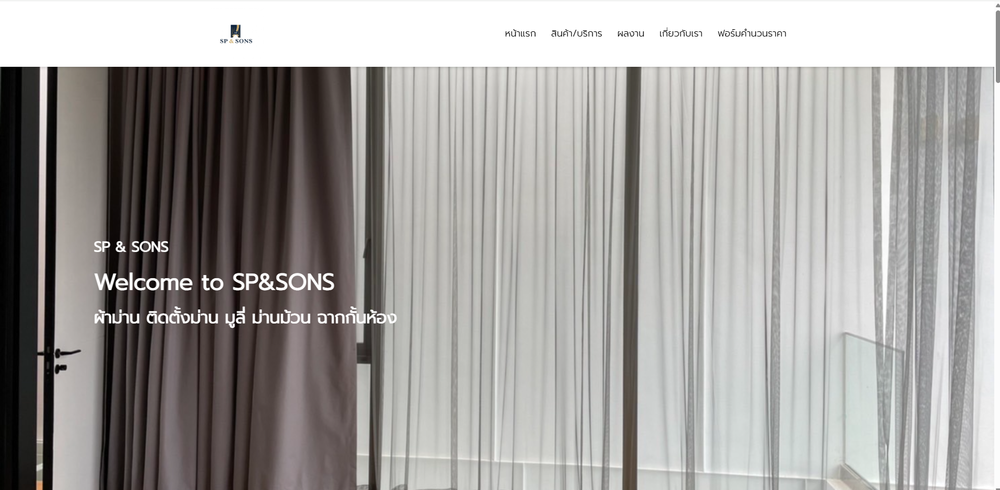 SP & SONS
หน้าแรก สินค้า/บริการ ผลงาน เกี่ยวกับเรา ฟอร์มคำนวนราคา
SP & SONS
Welcome to SP&SONS
ผ้าม่าน ติดตั้งม่าน มูลี่ ม่านม้วน ฉากกั้นห้อง